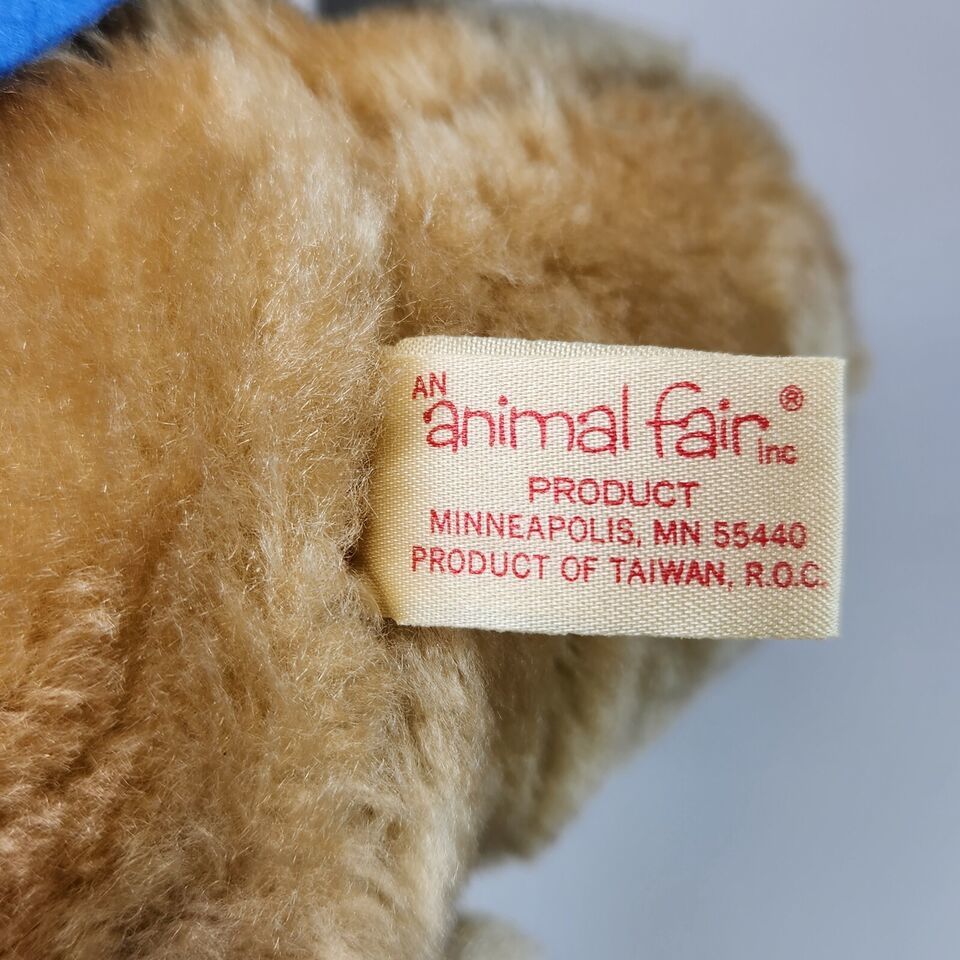 AN
animal fair inc ®
PRODUCT
MINNEAPOLIS, MN 55440
PRODUCT OF TAIWAN, R.O.C.